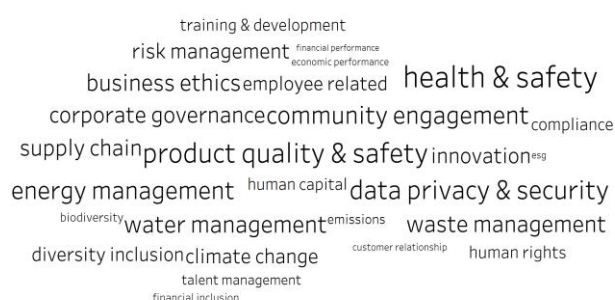 training & development
risk management financial performance
economic performance
business ethics employee related health & safety
corporate governance community engagement compliance
supply chain product quality & safety innovation esg
energy management human capital data privacy & security
biodiversity water management emissions waste management
diversity inclusion climate change customer relationship human rights
talent management
financial inclusion